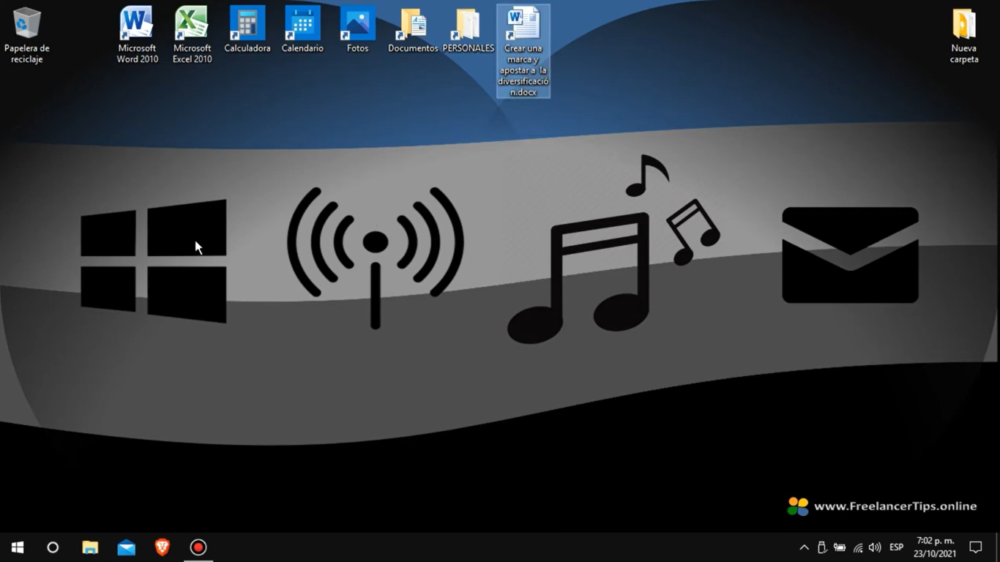 Papelera de
reciclaje
Microsoft
Word 2010
Microsoft
Excel 2010
Calculadora
Calendario
Fotos
Documentos
PERSONALES
Crear una
marca y
apostar a la
diversificació
n.docx
Nueva
carpeta
www.FreelancerTips.online
ESP
7:02 p. m.
23/10/2021